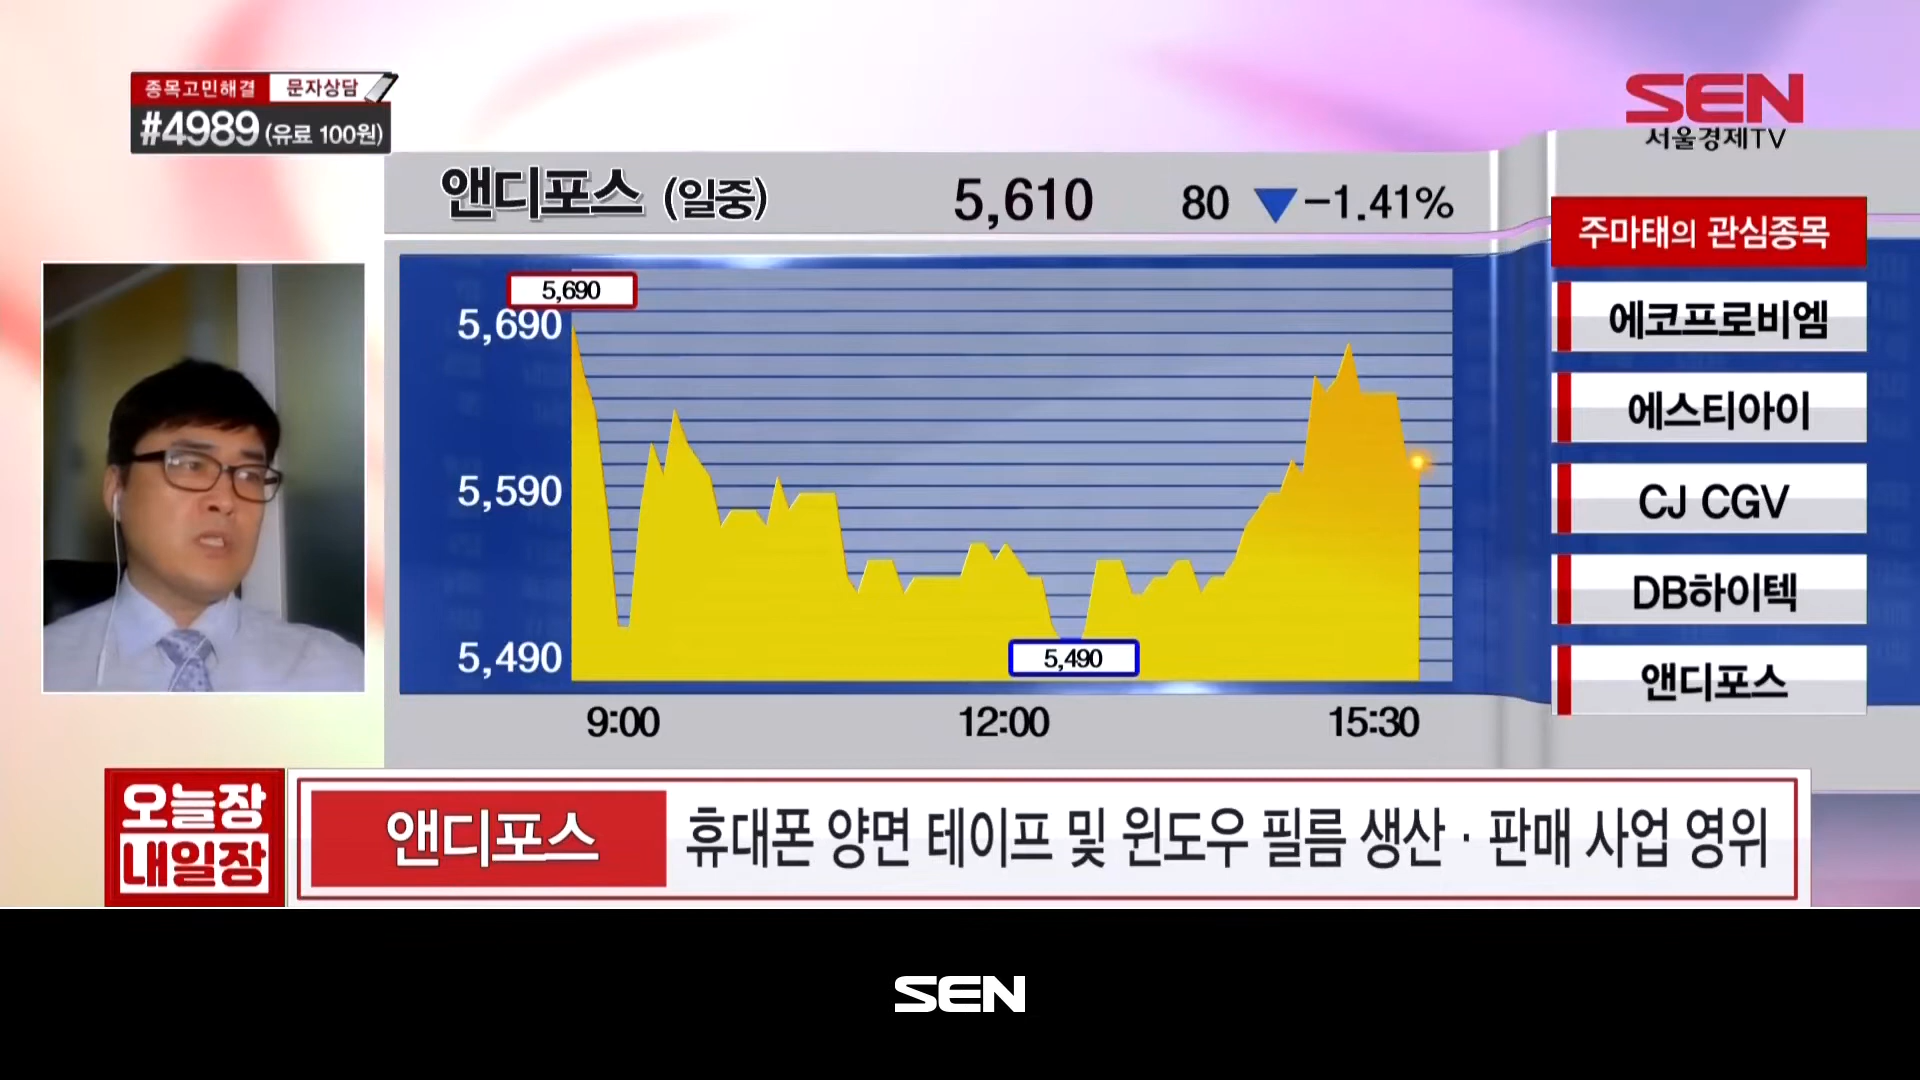 종목고민해결 문자상담
#4989 (유료 100원)
SEN
서울경제TV
앤디포스 (일중) 5,610 80 ▼-1.41%
주마태의 관심종목
에코프로비엠
에스티아이
CJ CGV
DB하이텍
앤디포스
5,690
5,690
5,590
5,490
5,490
9:00 12:00 15:30
오늘장
내일장
앤디포스 휴대폰 양면 테이프 및 윈도우 필름 생산 · 판매 사업 영위
SEN